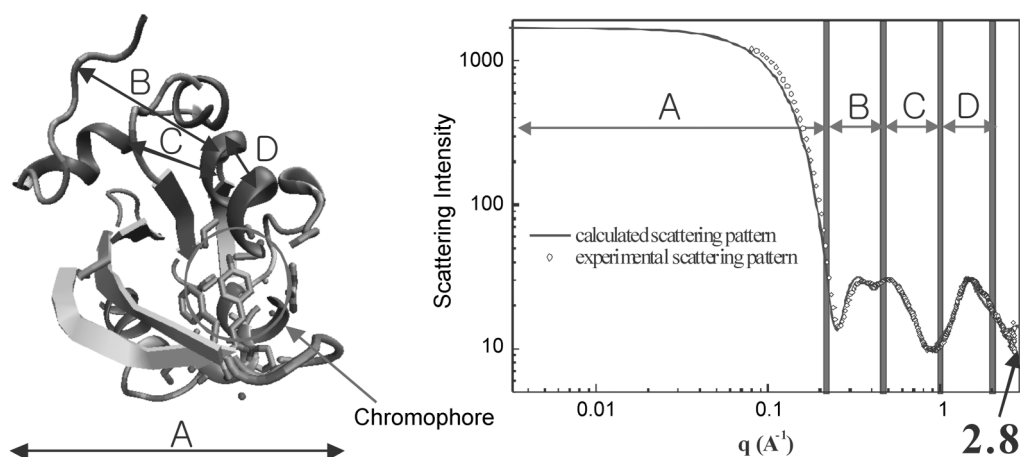 B
C
D
Chromophore
A
1000
100
10
Scattering Intensity
A
B
C
D
calculated scattering pattern
experimental scattering pattern
0.01
0.1
1
2.8
q (A⁻¹)